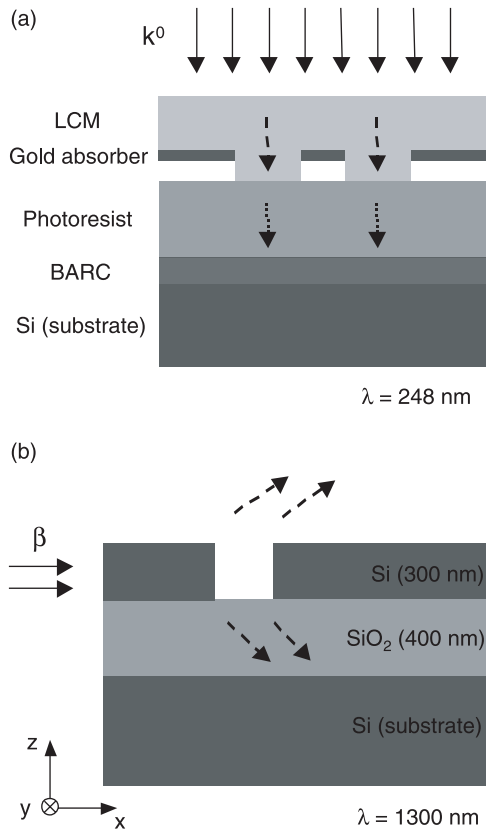 (a)
k⁰
LCM
Gold absorber
Photoresist
BARC
Si (substrate)
λ = 248 nm
(b)
β
Si (300 nm)
SiO₂ (400 nm)
Si (substrate)
z
y
x
λ = 1300 nm